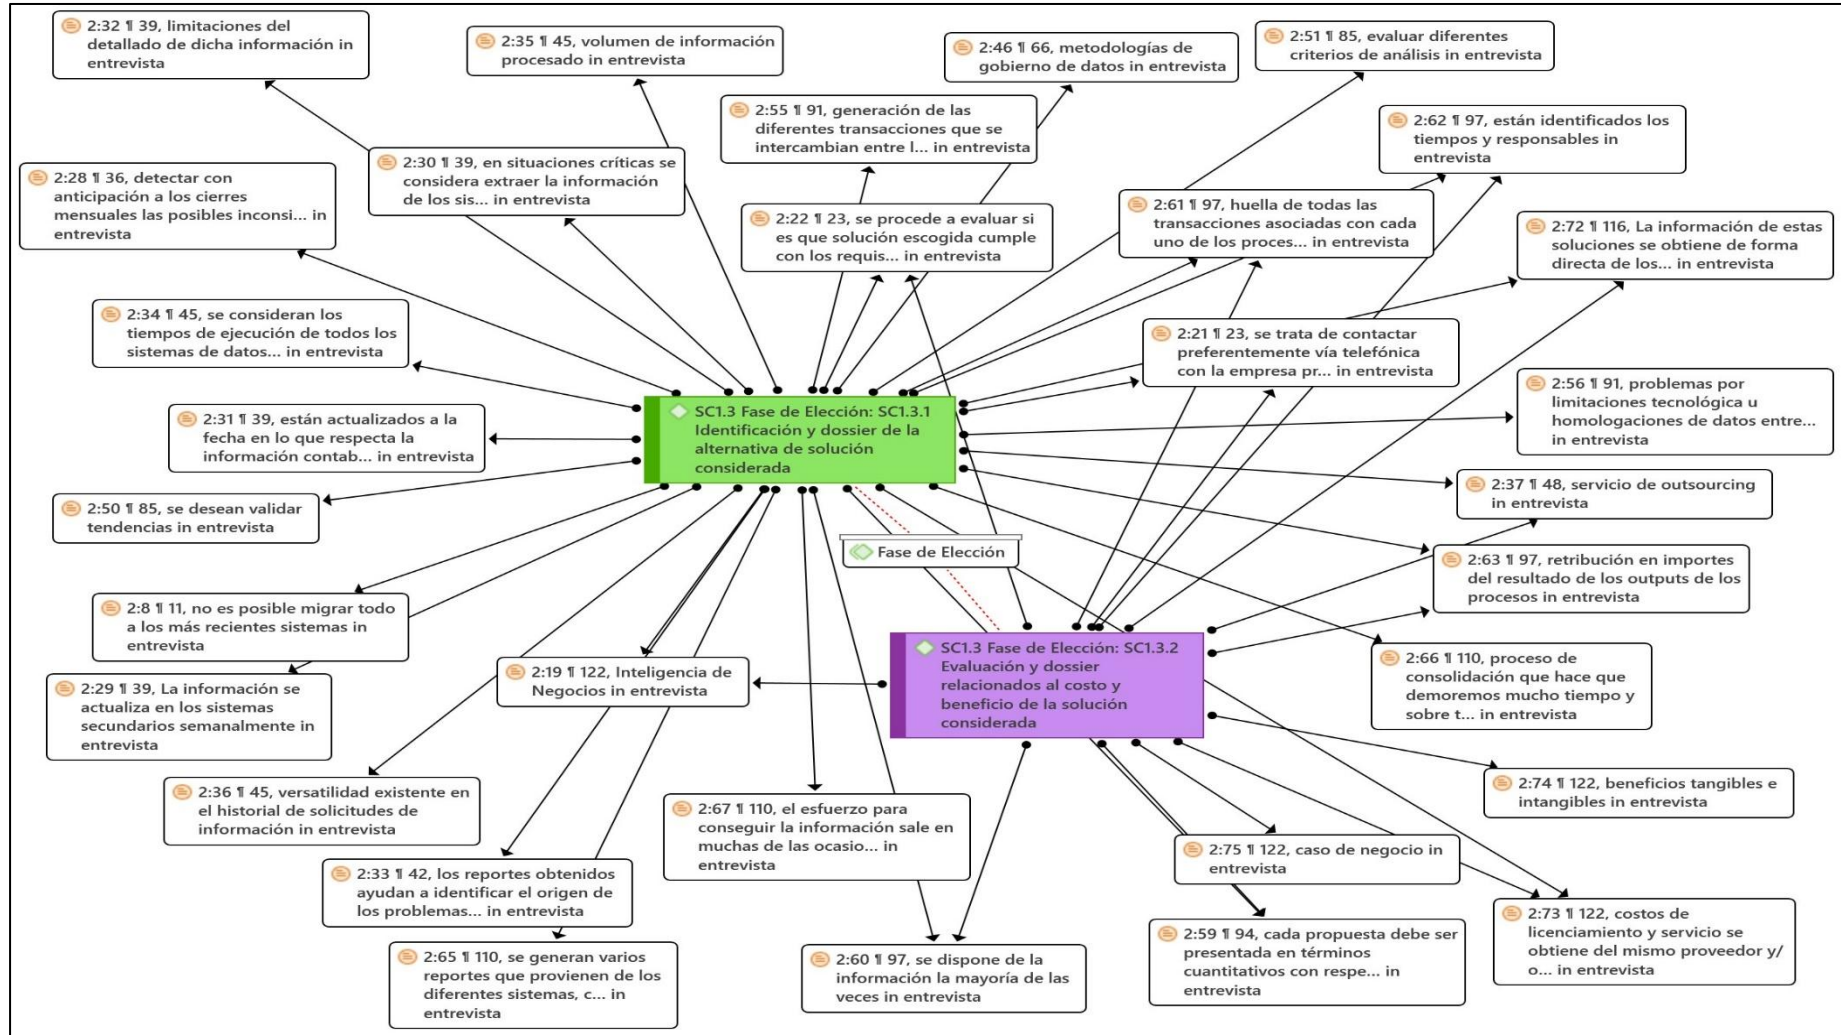 2:32 ¶ 39, limitaciones del
detallado de dicha información in
entrevista
2:35 ¶ 45, volumen de información
procesado in entrevista
2:46 ¶ 66, metodologías de
gobierno de datos in entrevista
2:51 ¶ 85, evaluar diferentes
criterios de análisis in entrevista
2:55 ¶ 91, generación de las
diferentes transacciones que se
intercambian entre l... in entrevista
2:62 ¶ 97, están identificados los
tiempos y responsables in
entrevista
2:28 ¶ 36, detectar con
anticipación a los cierres
mensuales las posibles inconsi... in
entrevista
2:30 ¶ 39, en situaciones críticas se
considera extraer la información
de los sis... in entrevista
2:22 ¶ 23, se procede a evaluar si
es que solución escogida cumple
con los requis... in entrevista
2:61 ¶ 97, huella de todas las
transacciones asociadas con cada
uno de los proces... in entrevista
2:72 ¶ 116, La información de estas
soluciones se obtiene de forma
directa de los... in entrevista
2:34 ¶ 45, se consideran los
tiempos de ejecución de todos los
sistemas de datos... in entrevista
2:21 ¶ 23, se trata de contactar
preferentemente vía telefónica
con la empresa pr... in entrevista
2:31 ¶ 39, están actualizados a la
fecha en lo que respecta la
información contab... in entrevista
SC1.3 Fase de Elección: SC1.3.1
Identificación y dossier de la
alternativa de solución
considerada
2:56 ¶ 91, problemas por
limitaciones tecnológica u
homologaciones de datos entre...
in entrevista
2:50 ¶ 85, se desean validar
tendencias in entrevista
2:37 ¶ 48, servicio de outsourcing
in entrevista
Fase de Elección
2:63 ¶ 97, retribución en importes
del resultado de los outputs de los
procesos in entrevista
2:8 ¶ 11, no es posible migrar todo
a los más recientes sistemas in
entrevista
2:29 ¶ 39, La información se
actualiza en los sistemas
secundarios semanalmente in
entrevista
2:19 ¶ 122, Inteligencia de
Negocios in entrevista
SC1.3 Fase de Elección: SC1.3.2
Evaluación y dossier
relacionados al costo y
beneficio de la solución
considerada
2:66 ¶ 110, proceso de
consolidación que hace que
demoremos mucho tiempo y
sobre t... in entrevista
2:36 ¶ 45, versatilidad existente en
el historial de solicitudes de
información in entrevista
2:67 ¶ 110, el esfuerzo para
conseguir la información sale en
muchas de las ocasio... in
entrevista
2:74 ¶ 122, beneficios tangibles e
intangibles in entrevista
2:75 ¶ 122, caso de negocio in
entrevista
2:33 ¶ 42, los reportes obtenidos
ayudan a identificar el origen de
los problemas... in entrevista
2:65 ¶ 110, se generan varios
reportes que provienen de los
diferentes sistemas, c... in
entrevista
2:60 ¶ 97, se dispone de la
información la mayoría de las
veces in entrevista
2:59 ¶ 94, cada propuesta debe ser
presentada en términos
cuantitativos con respe... in
entrevista
2:73 ¶ 122, costos de
licenciamiento y servicio se
obtiene del mismo proveedor y/
o... in entrevista